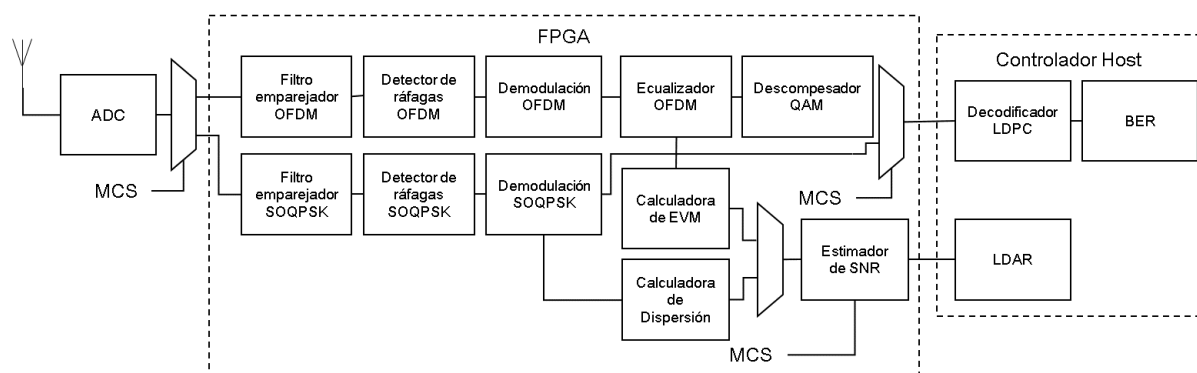 FPGA
Controlador Host
ADC
MCS
Filtro
emparejador
OFDM
Detector de
ráfagas
OFDM
Demodulación
OFDM
Ecualizador
OFDM
Descompesador
QAM
Filtro
emparejador
SOQPSK
Detector de
ráfagas
SOQPSK
Demodulación
SOQPSK
Calculadora
de EVM
Calculadora
de
Dispersión
MCS
Estimador
de SNR
MCS
Decodificador
LDPC
BER
LDAR